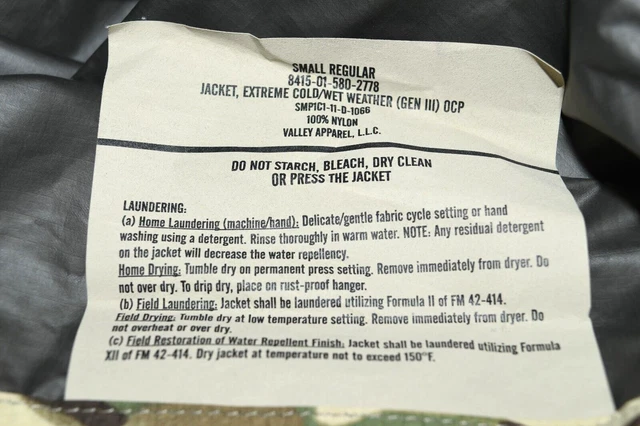 SMALL REGULAR
8415-01-580-2778
JACKET, EXTREME COLD/WET WEATHER (GEN III) OCP
SMP1C1-11-D-1066
100% NYLON
VALLEY APPAREL, L.L.C.
DO NOT STARCH, BLEACH, DRY CLEAN
OR PRESS THE JACKET
LAUNDERING:
(a) Home Laundering (machine/hand): Delicate/gentle fabric cycle setting or hand
washing using a detergent. Rinse thoroughly in warm water. NOTE: Any residual detergent
on the jacket will decrease the water repellency.
Home Drying: Tumble dry on permanent press setting. Remove immediately from dryer. Do
not over dry. To drip dry, place on rust-proof hanger.
(b) Field Laundering: Jacket shall be laundered utilizing Formula II of FM 42-414.
Field Drying: Tumble dry at low temperature setting. Remove immediately from dryer. Do
not overheat or over dry.
(c) Field Restoration of Water Repellent Finish: Jacket shall be laundered utilizing Formula
XII of FM 42-414. Dry jacket at temperature not to exceed 150°F.